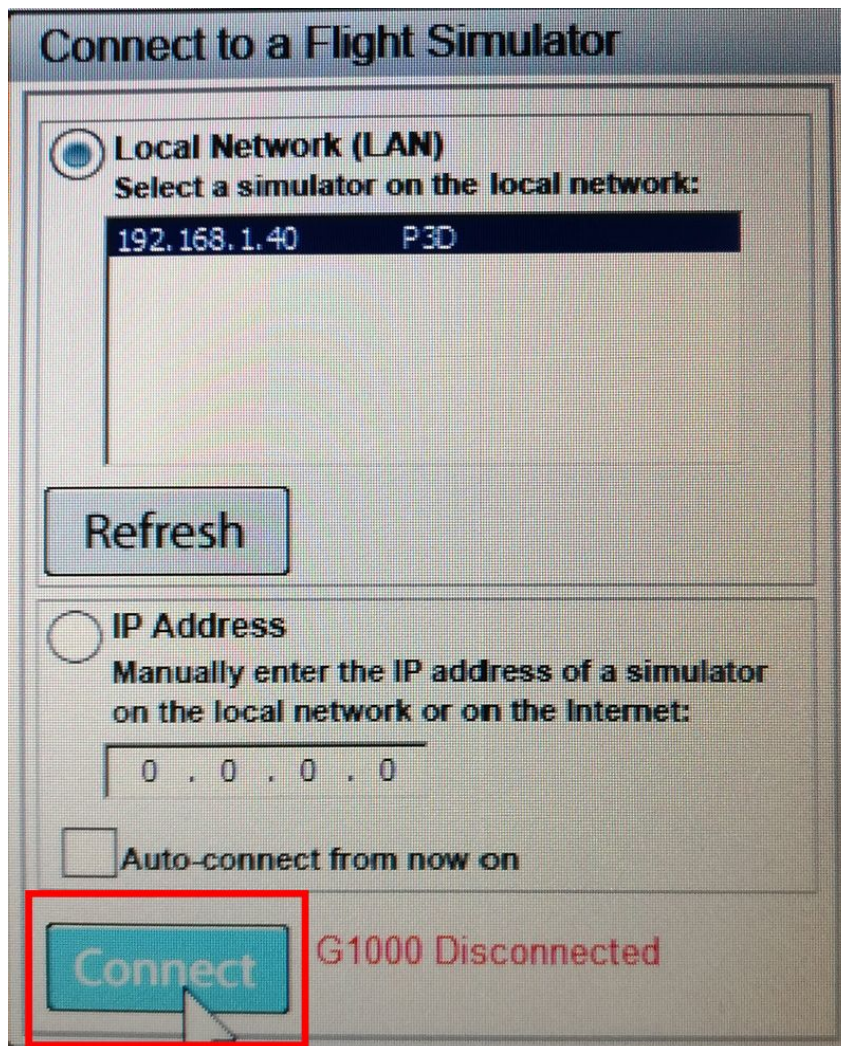 Connect to a Flight Simulator
Local Network (LAN)
Select a simulator on the local network:
192.168.1.40 P3D
Refresh
IP Address
Manually enter the IP address of a simulator
on the local network or on the Internet:
0 . 0 . 0 . 0
Auto-connect from now on
Connect
G1000 Disconnected